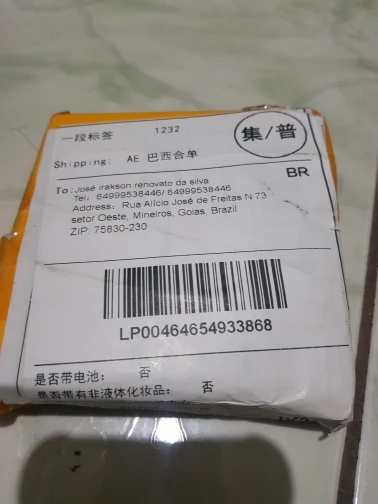 一段标签 1232
集/普
Shipping: AE 巴西合单
BR
To: José irakson renovato da silva
Tel: 64999538446/ 64999538446
Address: Rua Alício José de Freitas N 73
setor Oeste, Mineiros, Goias, Brazil
ZIP: 75830-230
LP00464654933868
是否带电池: 否
是否带有非液体化妆品: 否